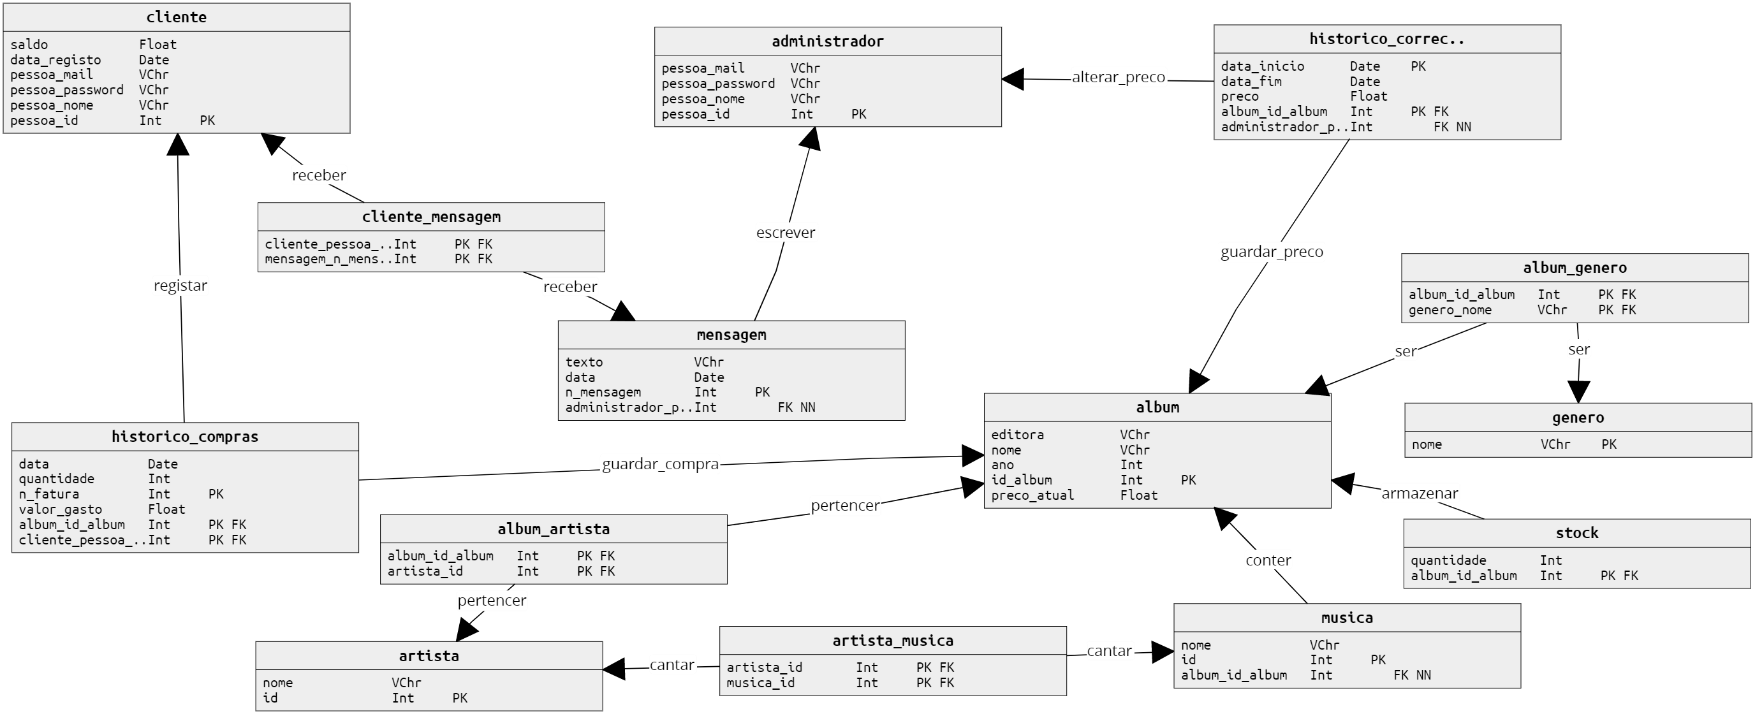 cliente
saldo Float
data_registo Date
pessoa_mail VChr
pessoa_password VChr
pessoa_nome VChr
pessoa_id Int PK
administrador
pessoa_mail VChr
pessoa_password VChr
pessoa_nome VChr
pessoa_id Int PK
alterar_preco
historico_correc..
data_inicio Date PK
data_fim Date
preco Float
album_id_album Int PK FK
administrador_p..Int FK NN
receber
cliente_mensagem
cliente_pessoa_..Int PK FK
mensagem_n_mens..Int PK FK
escrever
guardar_preco
registar
receber
album_genero
album_id_album Int PK FK
genero_nome VChr PK FK
mensagem
texto VChr
data Date
n_mensagem Int PK
administrador_p..Int FK NN
ser
ser
album
editora VChr
nome VChr
ano Int
id_album Int PK
preco_atual Float
genero
nome VChr PK
historico_compras
data Date
quantidade Int
n_fatura Int PK
valor_gasto Float
album_id_album Int PK FK
cliente_pessoa_..Int PK FK
guardar_compra
pertencer
armazenar
album_artista
album_id_album Int PK FK
artista_id Int PK FK
stock
quantidade Int
album_id_album Int PK FK
conter
pertencer
artista
nome VChr
id Int PK
cantar
artista_musica
artista_id Int PK FK
musica_id Int PK FK
cantar
musica
nome VChr
id Int PK
album_id_album Int FK NN